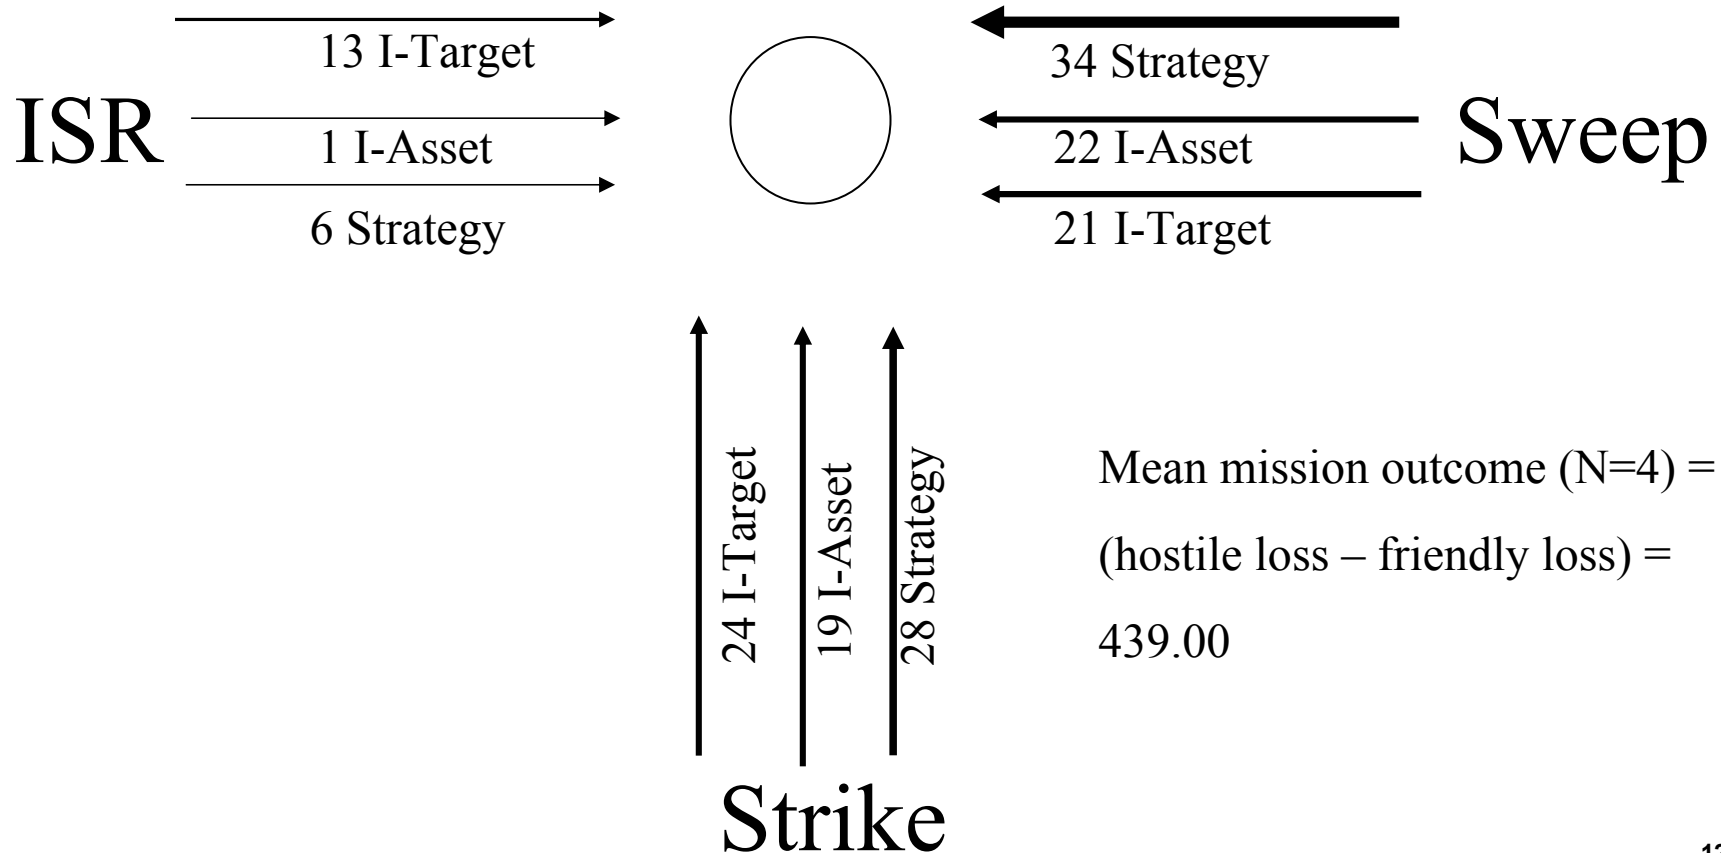 13 I-Target
34 Strategy
ISR
1 I-Asset
22 I-Asset
Sweep
6 Strategy
21 I-Target
24 I-Target
19 I-Asset
28 Strategy
Mean mission outcome (N=4) =
(hostile loss – friendly loss) =
439.00
Strike